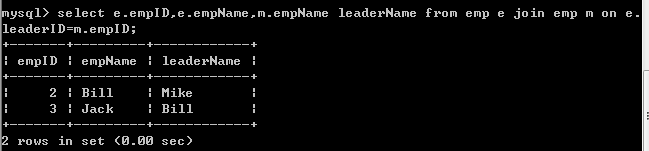 mysql> select e.empID,e.empName,m.empName leaderName from emp e join emp m on e.
leaderID=m.empID;
+-------+---------+------------+
| empID | empName | leaderName |
+-------+---------+------------+
|     2 | Bill    | Mike       |
|     3 | Jack    | Bill       |
+-------+---------+------------+
2 rows in set (0.00 sec)